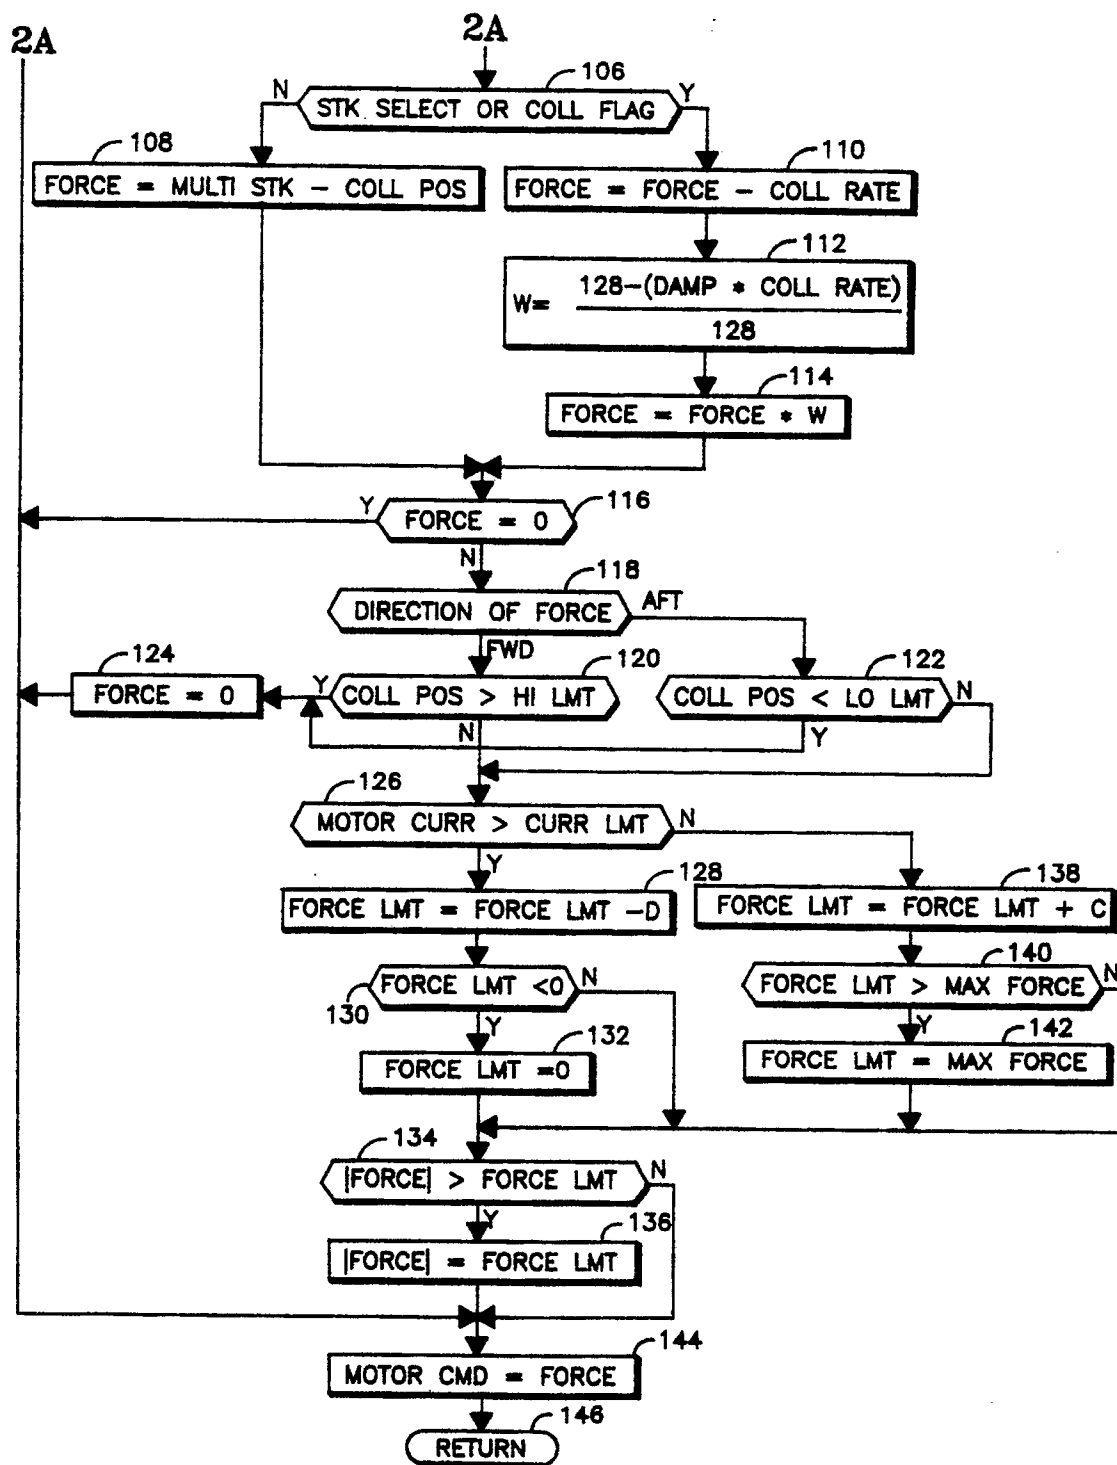 2A
2A
106
N
STK SELECT OR COLL FLAG
Y
108
FORCE = MULTI STK - COLL POS
110
FORCE = FORCE - COLL RATE
112
W= 128-(DAMP * COLL RATE)
128
114
FORCE = FORCE * W
Y
FORCE = 0
116
N
118
DIRECTION OF FORCE
AFT
FWD
124
FORCE = 0
Y
120
COLL POS > HI LMT
N
122
COLL POS < LO LMT
N
Y
126
MOTOR CURR > CURR LMT
N
Y
128
FORCE LMT = FORCE LMT -D
138
FORCE LMT = FORCE LMT + C
130
FORCE LMT <0
N
Y
140
FORCE LMT > MAX FORCE
N
Y
132
FORCE LMT =0
142
FORCE LMT = MAX FORCE
134
|FORCE| > FORCE LMT
N
Y
136
|FORCE| = FORCE LMT
144
MOTOR CMD = FORCE
146
RETURN